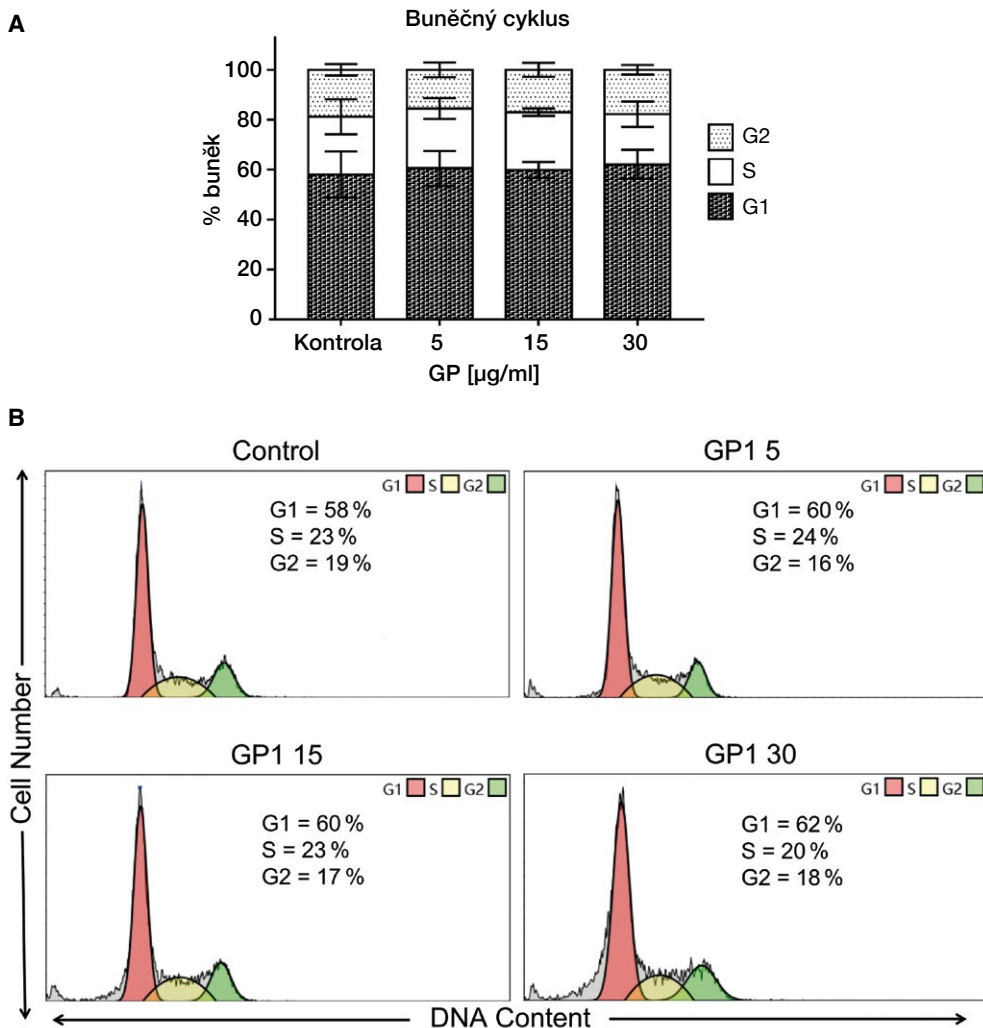 A
Buněčný cyklus
100
80
60
40
20
0
% buněk
Kontrola 5 15 30
GP [µg/ml]
G2
S
G1
B
Control
G1 S G2
G1 = 58 %
S = 23 %
G2 = 19 %
GP1 5
G1 S G2
G1 = 60 %
S = 24 %
G2 = 16 %
GP1 15
G1 S G2
G1 = 60 %
S = 23 %
G2 = 17 %
GP1 30
G1 S G2
G1 = 62 %
S = 20 %
G2 = 18 %
Cell Number
DNA Content